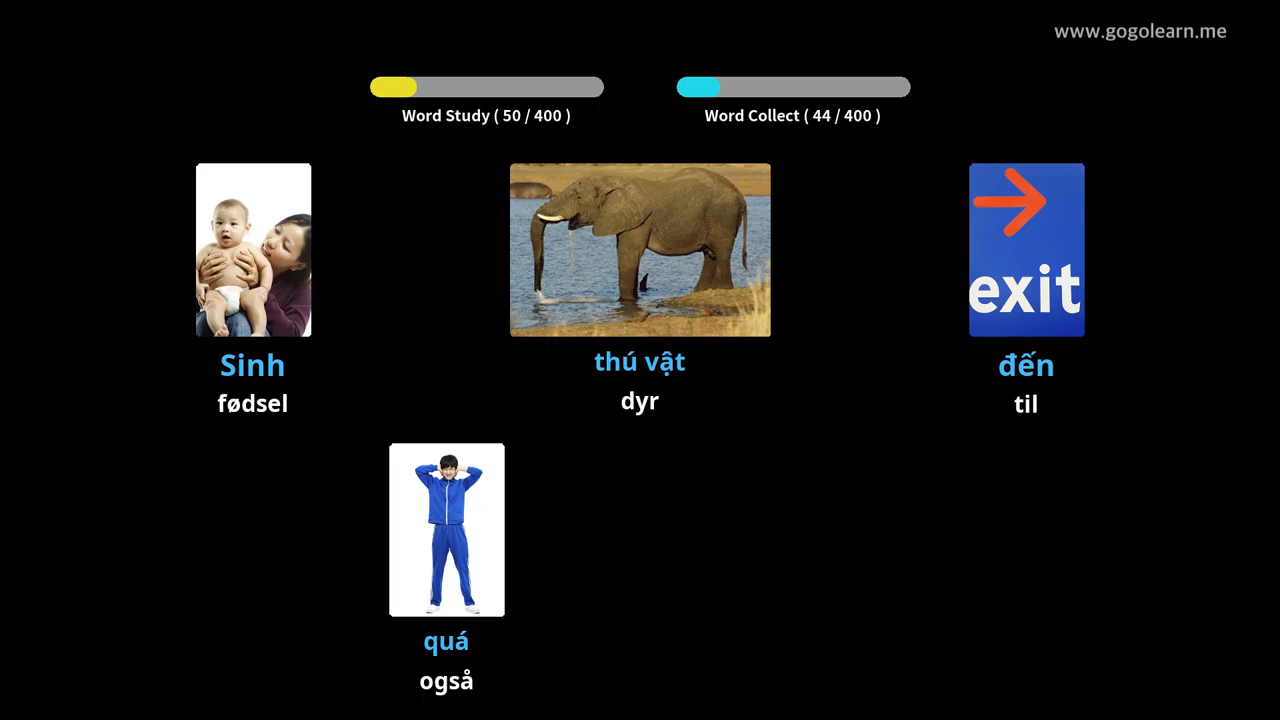 www.gogolearn.me
Word Study ( 50 / 400 )
Word Collect ( 44 / 400 )
exit
Sinh
thú vật
đến
fødsel
dyr
til
quá
også